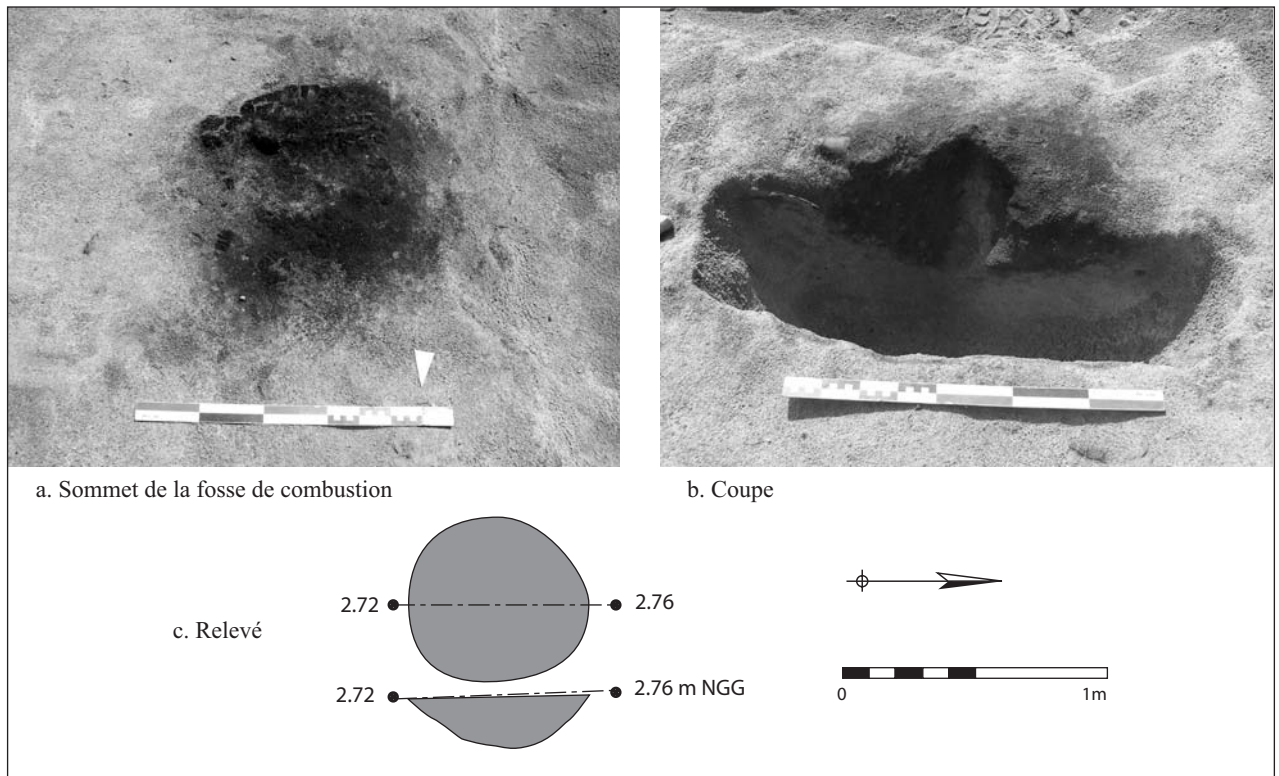 a. Sommet de la fosse de combustion
b. Coupe
2.72
2.76
c. Relevé
2.72
2.76 m NGG
0
1m